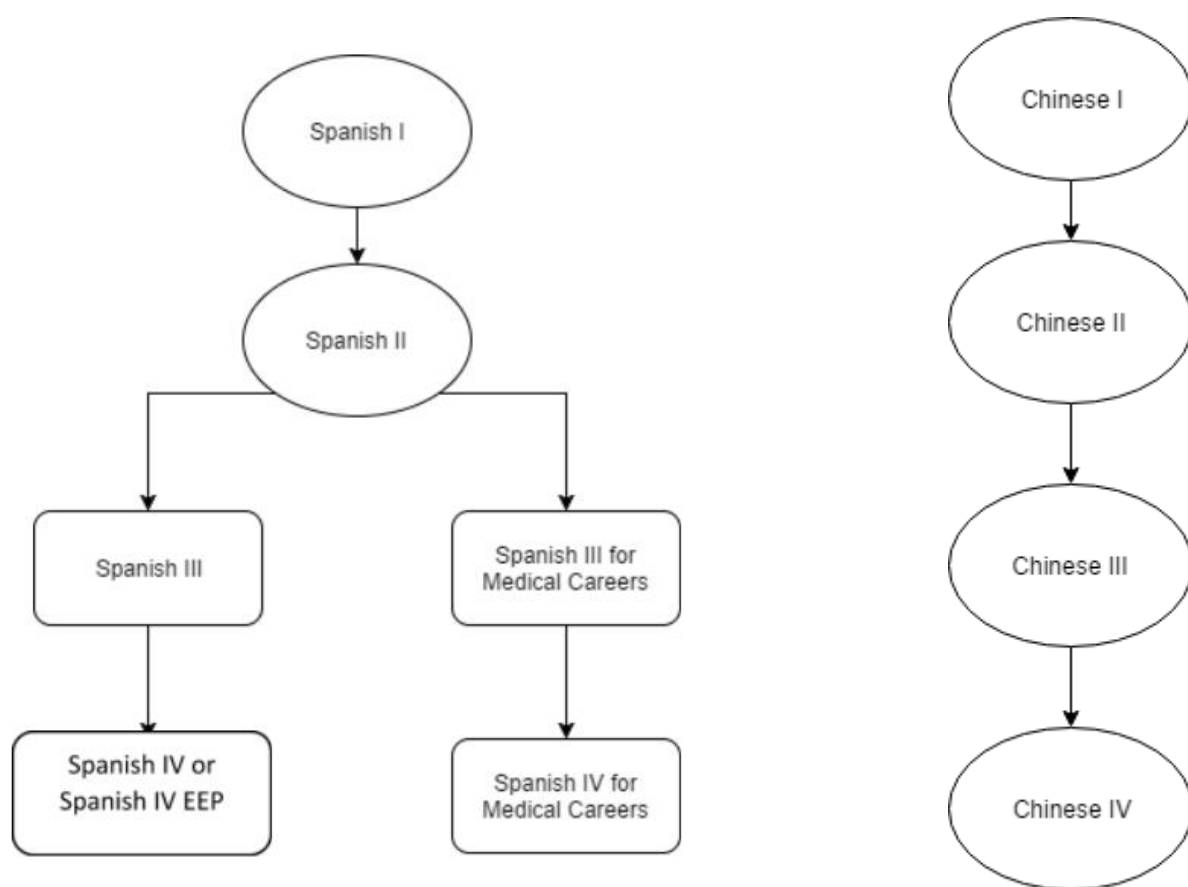 Spanish I
Spanish II
Spanish III
Spanish III for
Medical Careers
Spanish IV or
Spanish IV EEP
Spanish IV for
Medical Careers
Chinese I
Chinese II
Chinese III
Chinese IV